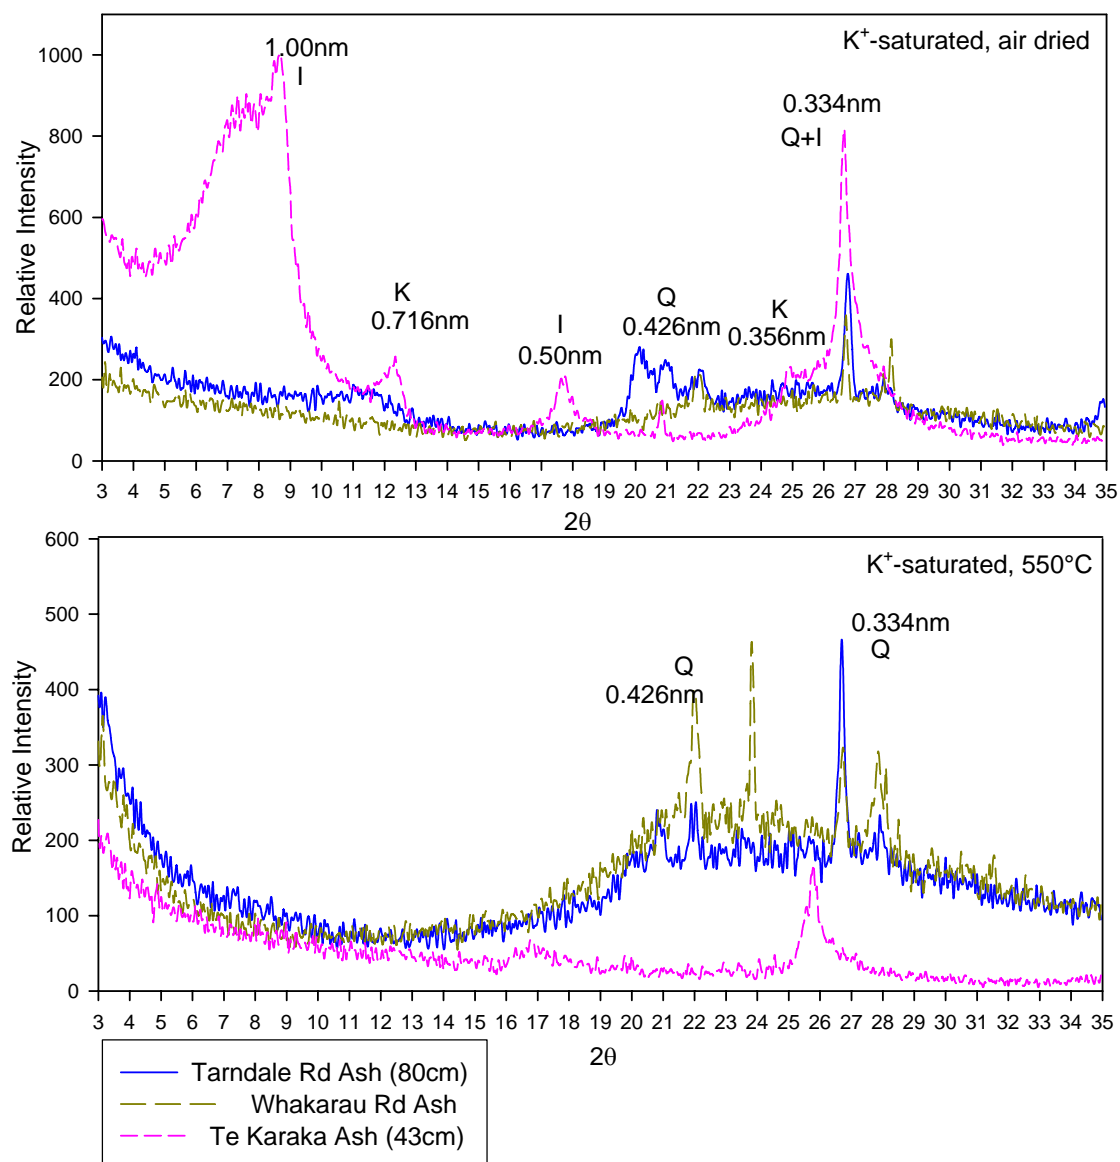 K⁺-saturated, air dried
1.00nm
I
0.334nm
Q+I
K
0.716nm
I
0.50nm
Q
0.426nm
K
0.356nm
Relative Intensity
1000
800
600
400
200
0
3 4 5 6 7 8 9 10 11 12 13 14 15 16 17 18 19 20 21 22 23 24 25 26 27 28 29 30 31 32 33 34 35
2θ
K⁺-saturated, 550°C
0.334nm
Q
Q
0.426nm
Relative Intensity
600
500
400
300
200
100
0
3 4 5 6 7 8 9 10 11 12 13 14 15 16 17 18 19 20 21 22 23 24 25 26 27 28 29 30 31 32 33 34 35
2θ
Tarndale Rd Ash (80cm)
Whakarau Rd Ash
Te Karaka Ash (43cm)